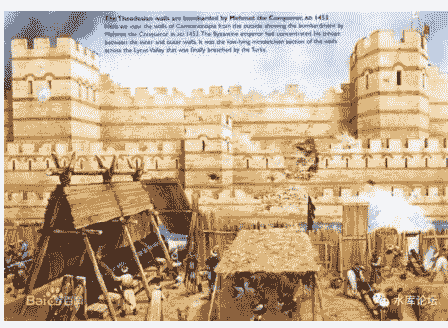 The Theodosian walls are bombarded by Mehmet the Conqueror, AD 1453
Here we view the walls of Constantinople from the outside showing the bombardment by
Mehmet the Conqueror in AD 1453. The Byzantine emperor had concentrated his troops
between the inner and outer walls. It was the low-lying mesoteichion section of the walls
across the Lycus Valley that was finally breached by the Turks.
Baidu百科
水库论坛